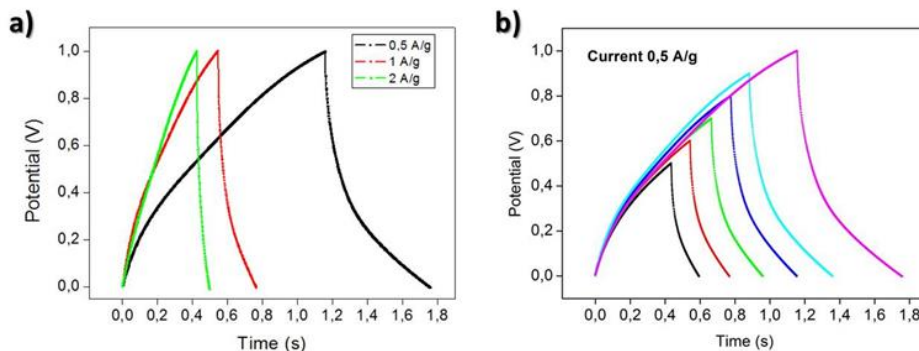 a)
0,5 A/g
1 A/g
2 A/g
1,0
0,8
0,6
0,4
0,2
0,0
Potential (V)
0,0 0,2 0,4 0,6 0,8 1,0 1,2 1,4 1,6 1,8
Time (s)
b)
Current 0,5 A/g
1,0
0,8
0,6
0,4
0,2
0,0
Potential (V)
0,0 0,2 0,4 0,6 0,8 1,0 1,2 1,4 1,6 1,8
Time (s)